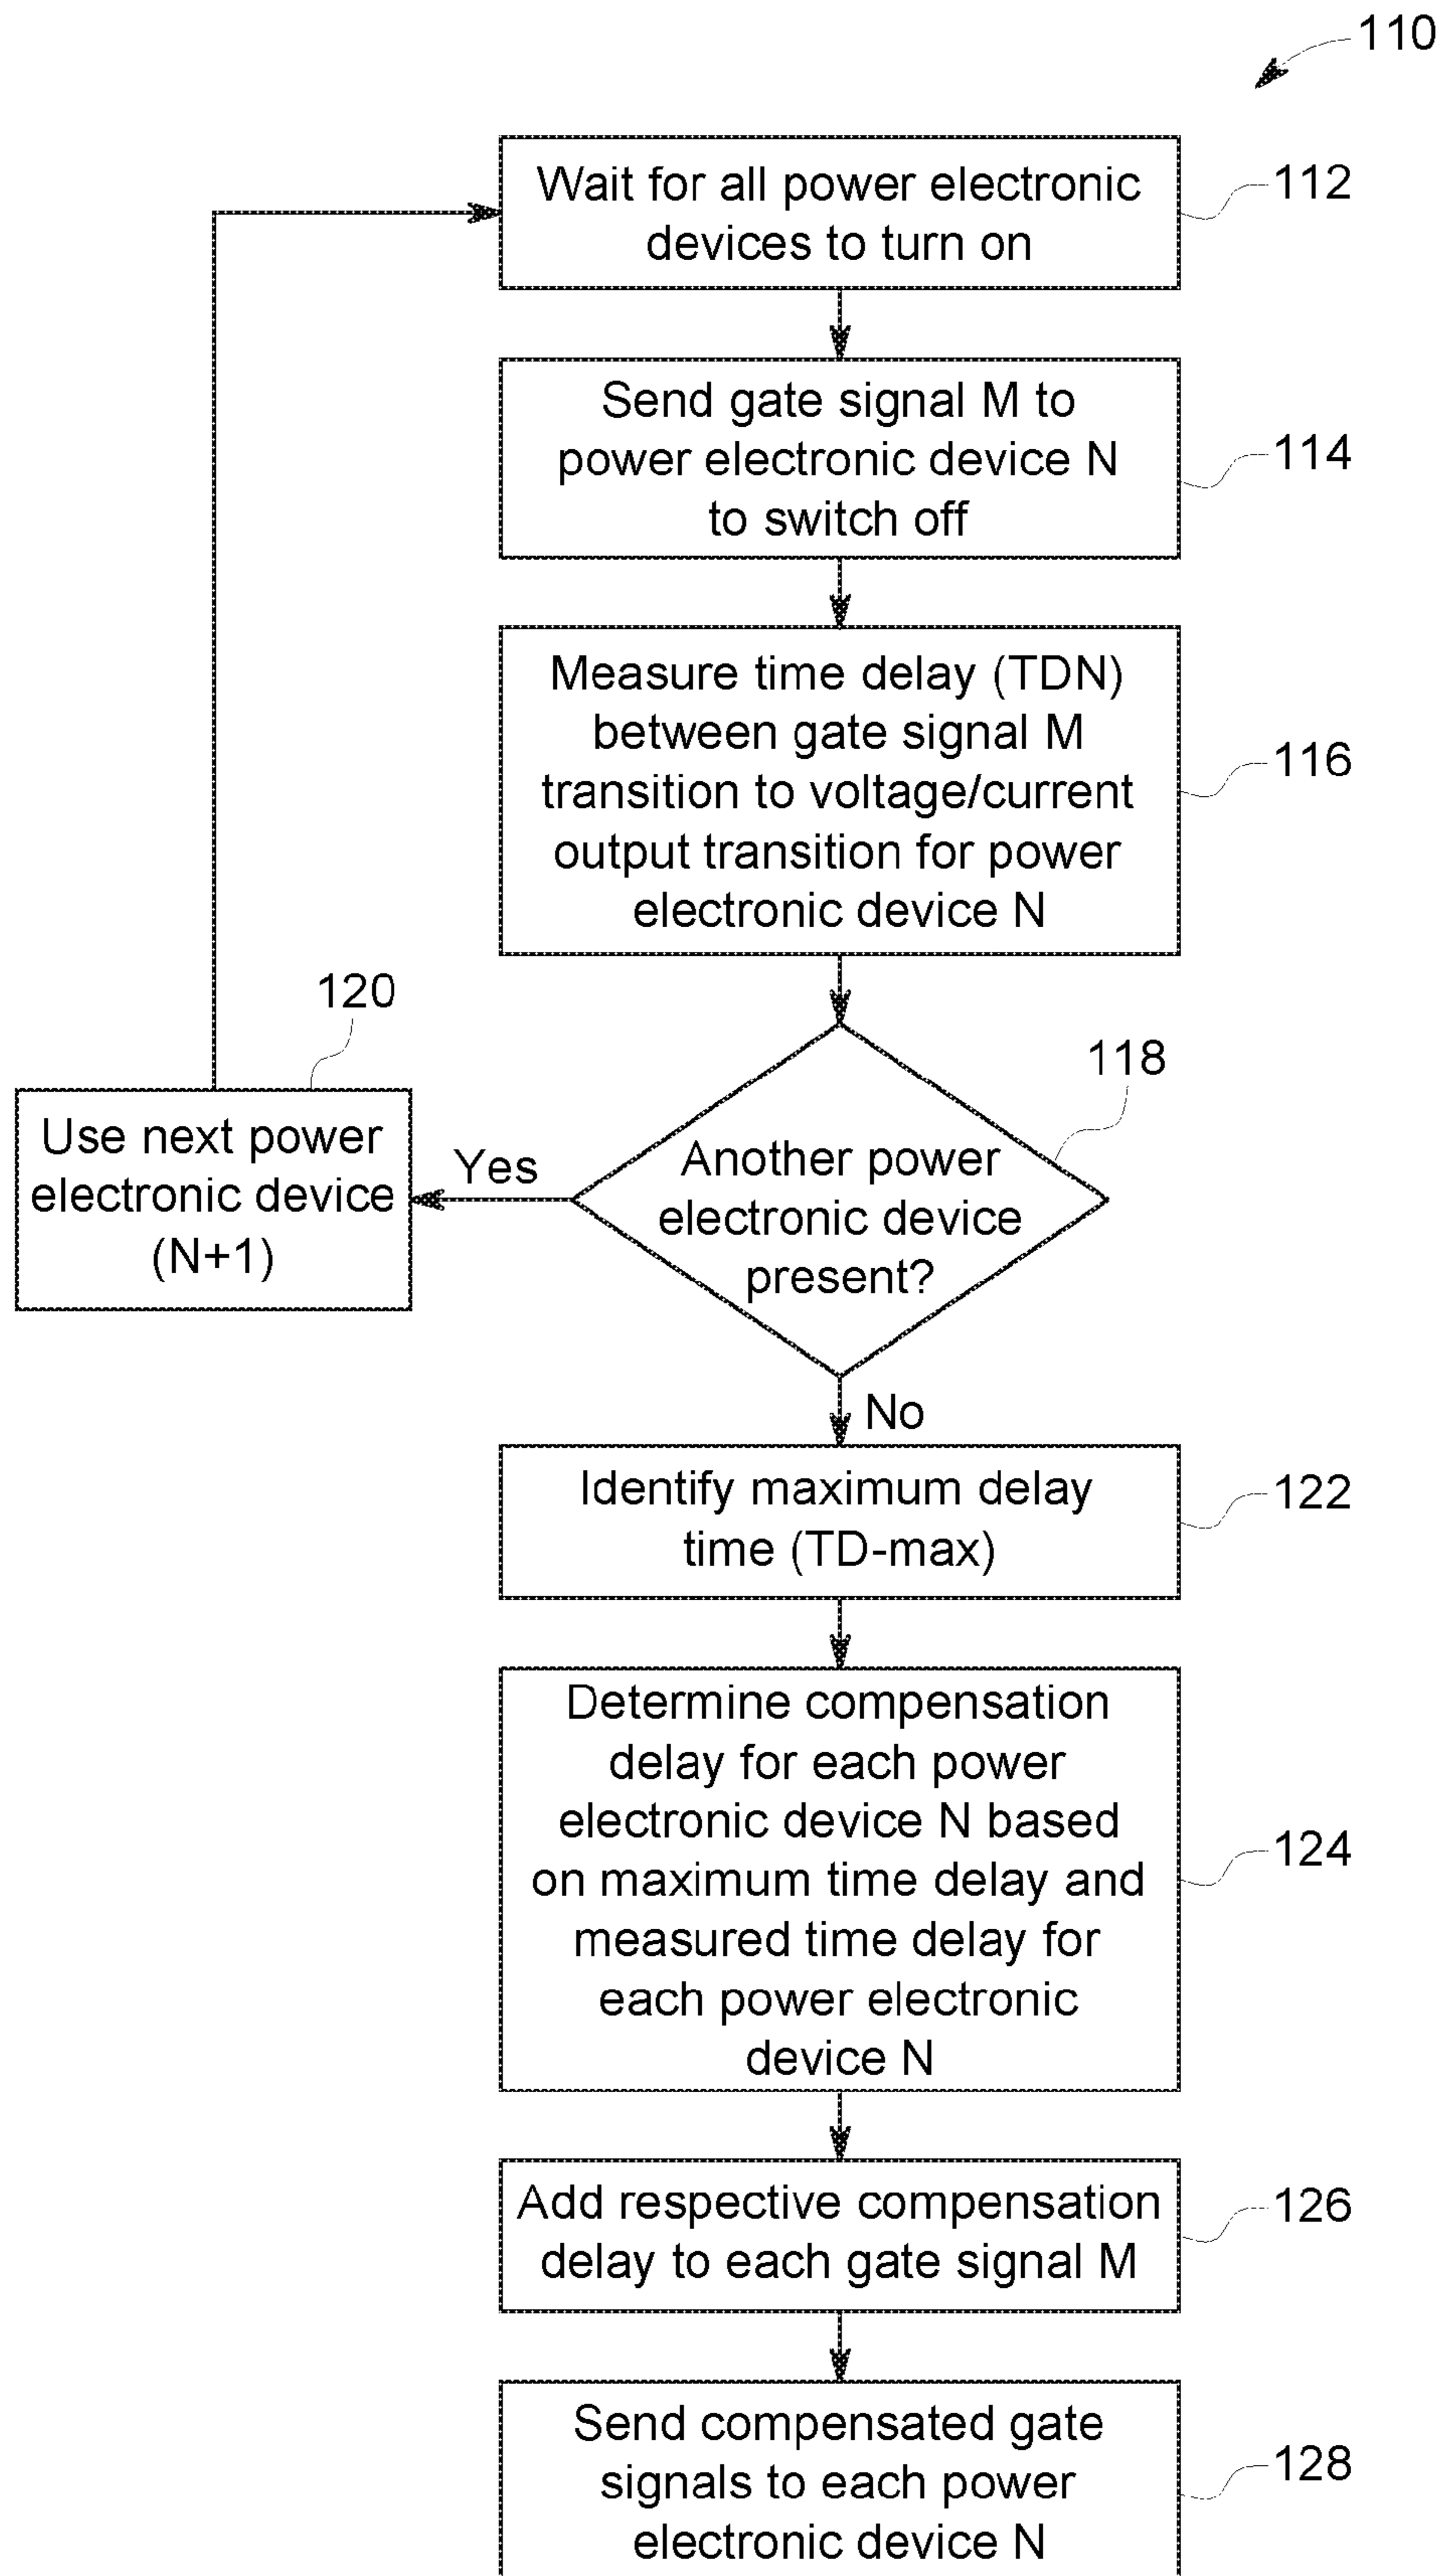 110
Wait for all power electronic
devices to turn on
112
Send gate signal M to
power electronic device N
to switch off
114
Measure time delay (TDN)
between gate signal M
transition to voltage/current
output transition for power
electronic device N
116
120
Use next power
electronic device
(N+1)
Yes
118
Another power
electronic device
present?
No
Identify maximum delay
time (TD-max)
122
Determine compensation
delay for each power
electronic device N based
on maximum time delay and
measured time delay for
each power electronic
device N
124
Add respective compensation
delay to each gate signal M
126
Send compensated gate
signals to each power
electronic device N
128